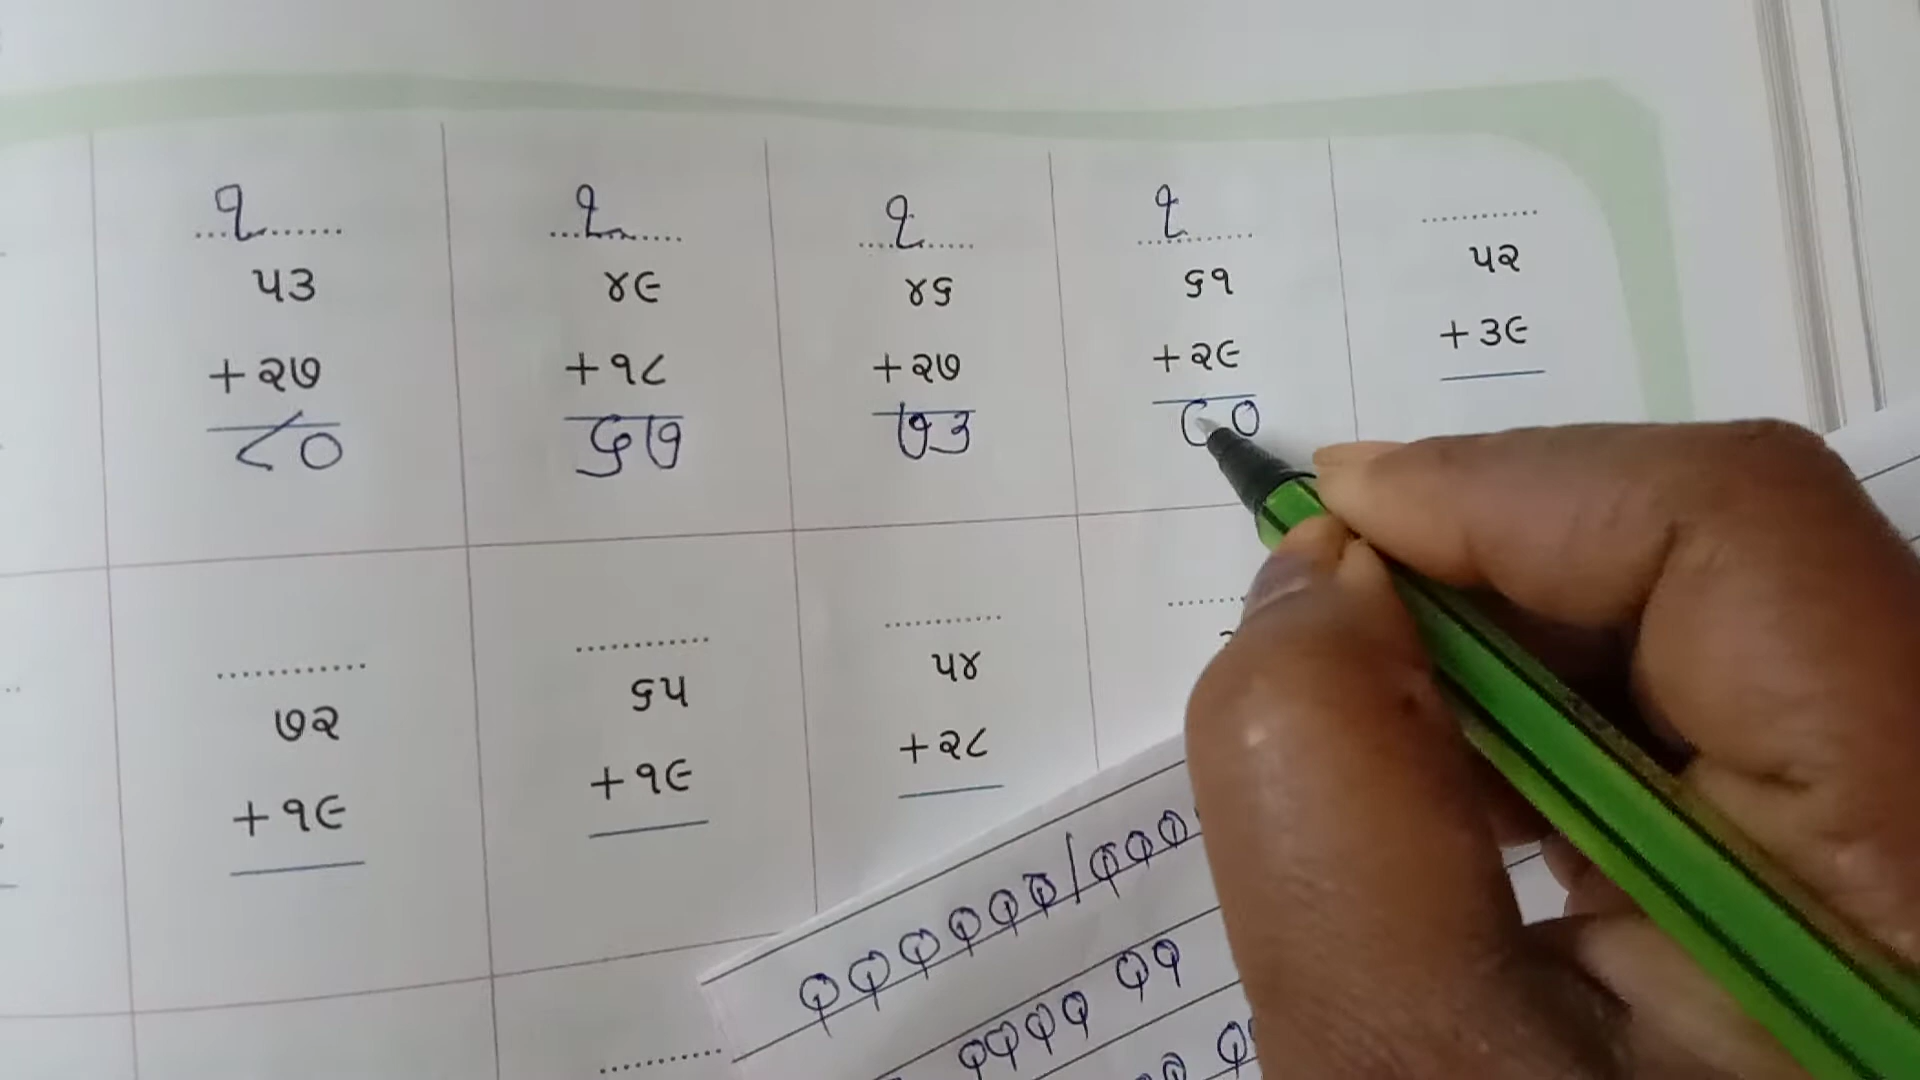 ૧ ૧ ૧ ૧
૫૩ ૪૯ ૪૬ ૬૧ ૫૨
+૨૭ +૧૮ +૨૭ +૨૯ +૩૯
૮૦ ૬૭ ૭૩ ૯૦
૭૨ ૬૫ ૫૪
+૧૯ +૧૯ +૨૮